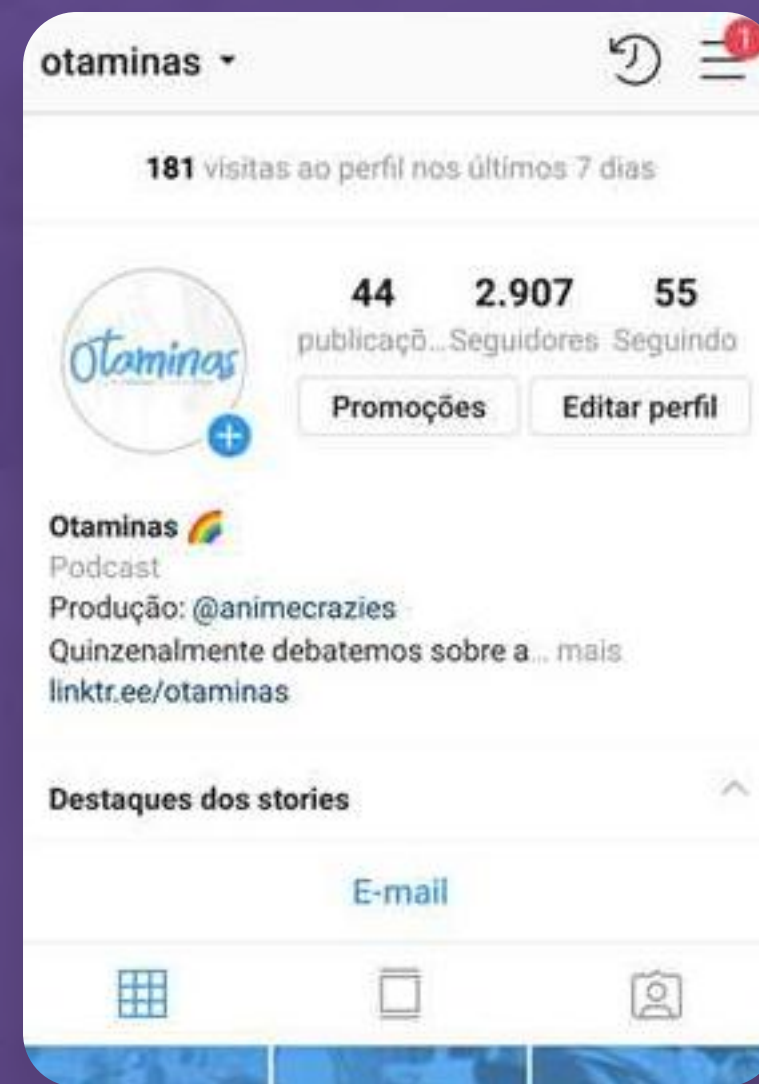 otaminas
1
181 visitas ao perfil nos últimos 7 dias
Otaminas
44 2.907 55
publicaçõ... Seguidores Seguindo
Promoções Editar perfil
Otaminas 🌈
Podcast
Produção: @animecrazies
Quinzenalmente debatemos sobre a... mais
linktr.ee/otaminas
Destaques dos stories
E-mail